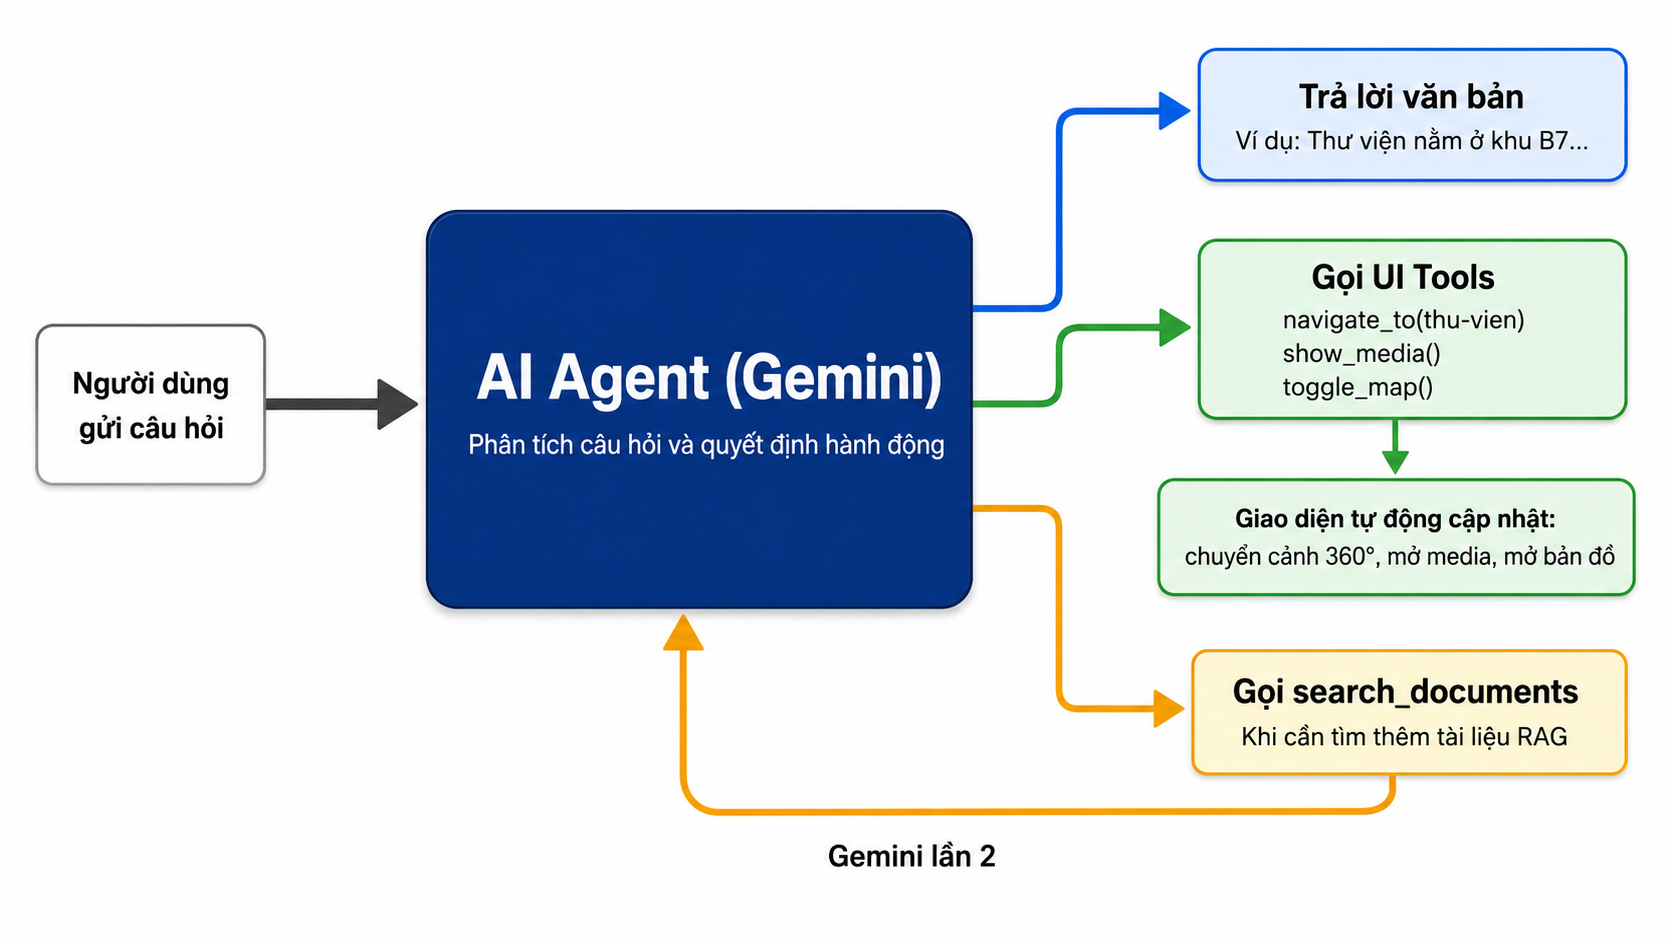 Người dùng
gửi câu hỏi
AI Agent (Gemini)
Phân tích câu hỏi và quyết định hành động
Trả lời văn bản
Ví dụ: Thư viện nằm ở khu B7...
Gọi UI Tools
navigate_to(thu-vien)
show_media()
toggle_map()
Giao diện tự động cập nhật:
chuyển cảnh 360°, mở media, mở bản đồ
Gọi search_documents
Khi cần tìm thêm tài liệu RAG
Gemini lần 2